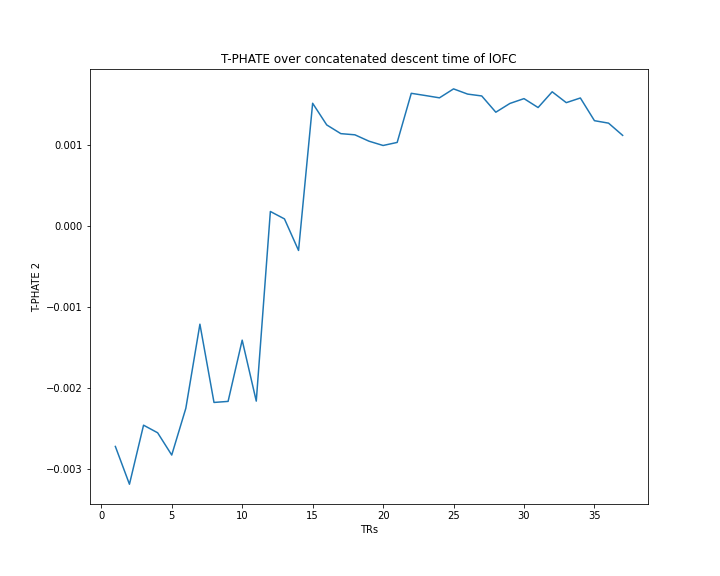 T-PHATE over concatenated descent time of lOFC
T-PHATE 2
0.001
0.000
−0.001
−0.002
−0.003
0 5 10 15 20 25 30 35
TRs